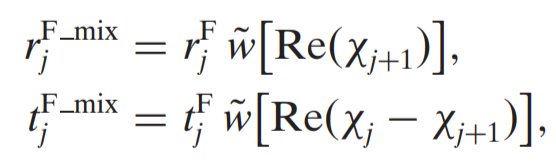 r_j^{F_mix} = r_j^F w̃[Re(χ_{j+1})],
t_j^{F_mix} = t_j^F w̃[Re(χ_j − χ_{j+1})],